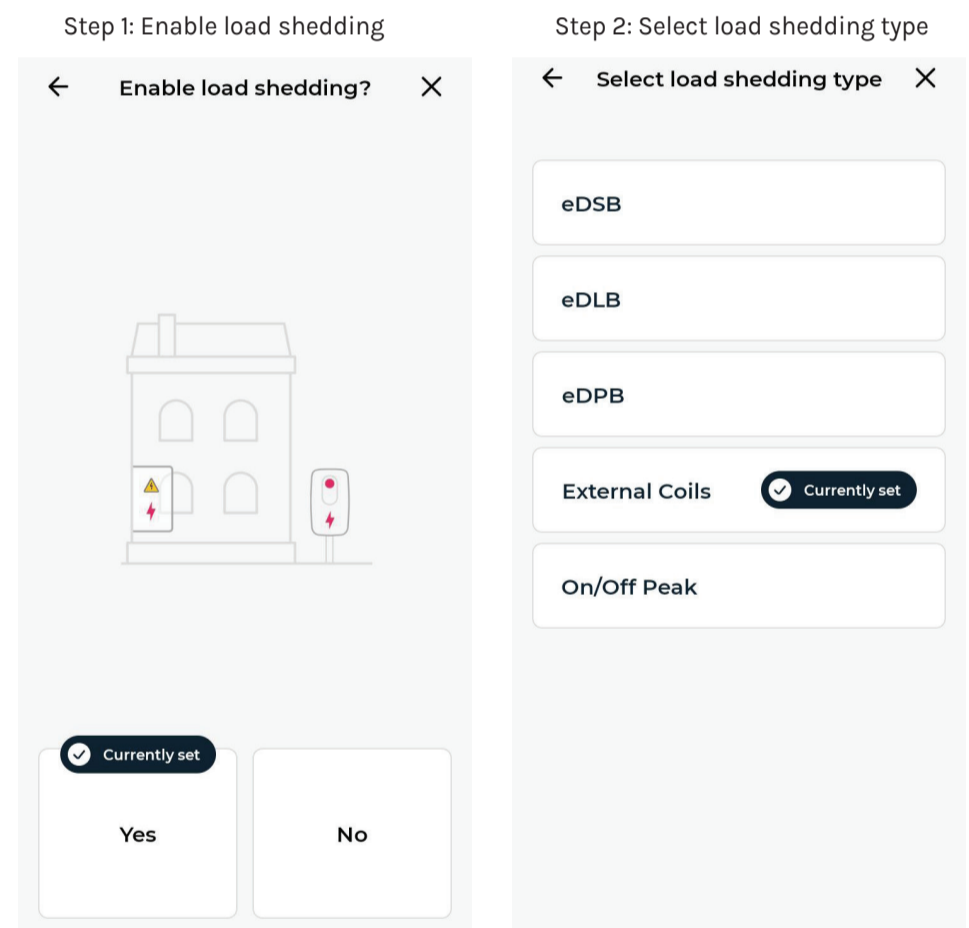 Step 1: Enable load shedding
Enable load shedding?
Currently set
Yes
No
Step 2: Select load shedding type
Select load shedding type
eDSB
eDLB
eDPB
External Coils
Currently set
On/Off Peak